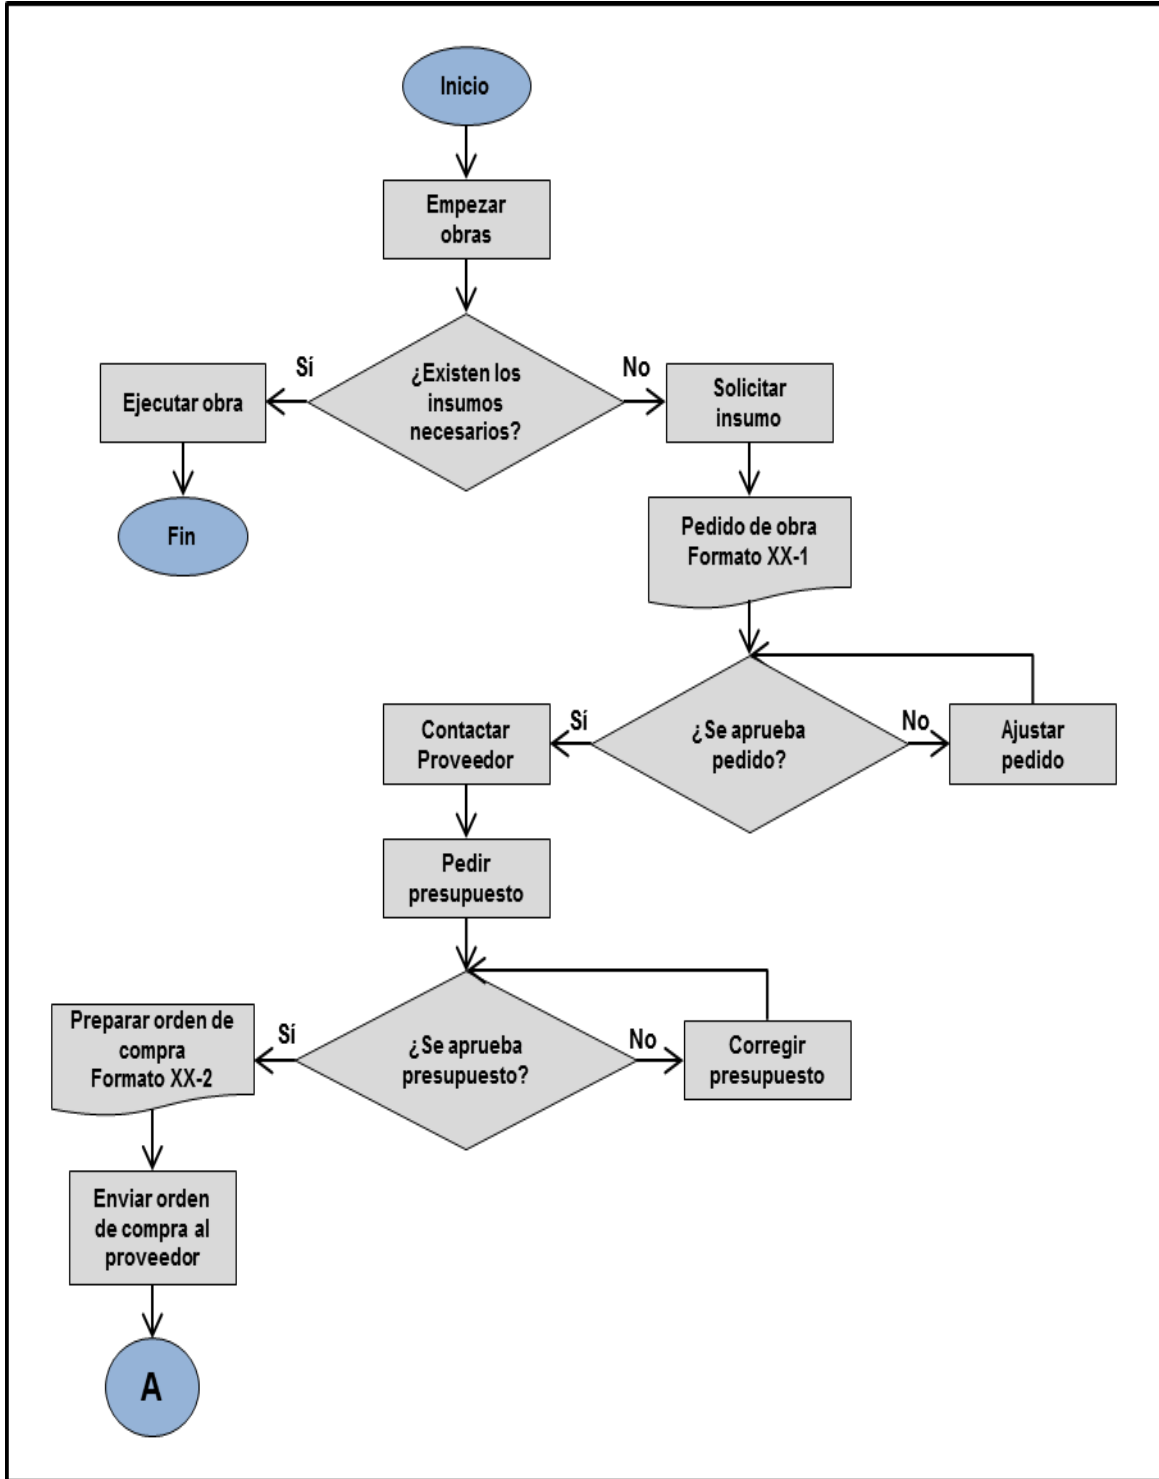 Inicio
Empezar
obras
¿Existen los
insumos
necesarios?
Sí
No
Ejecutar obra
Fin
Solicitar
insumo
Pedido de obra
Formato XX-1
¿Se aprueba
pedido?
Sí
No
Ajustar
pedido
Contactar
Proveedor
Pedir
presupuesto
¿Se aprueba
presupuesto?
Sí
No
Corregir
presupuesto
Preparar orden de
compra
Formato XX-2
Enviar orden
de compra al
proveedor
A